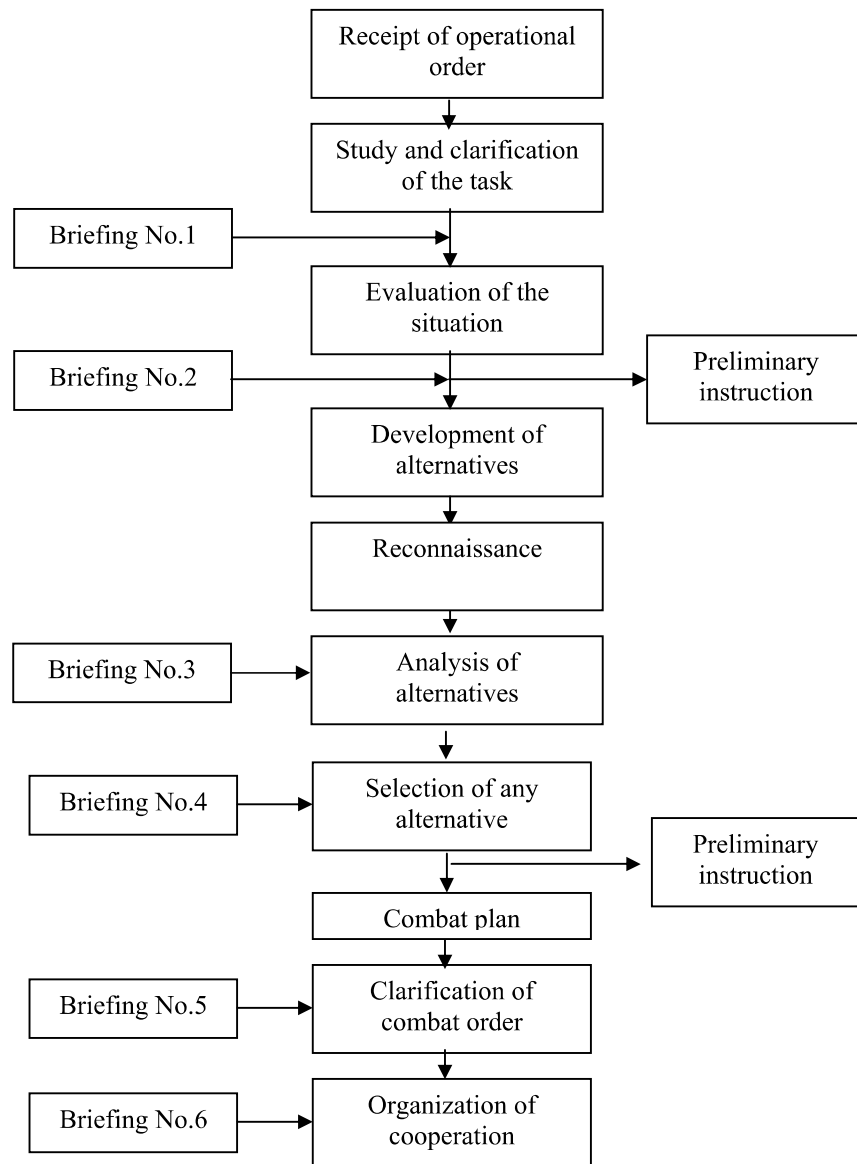 Receipt of operational
order
Study and clarification
of the task
Briefing No.1
Evaluation of the
situation
Briefing No.2
Preliminary
instruction
Development of
alternatives
Reconnaissance
Briefing No.3
Analysis of
alternatives
Briefing No.4
Selection of any
alternative
Preliminary
instruction
Combat plan
Briefing No.5
Clarification of
combat order
Briefing No.6
Organization of
cooperation